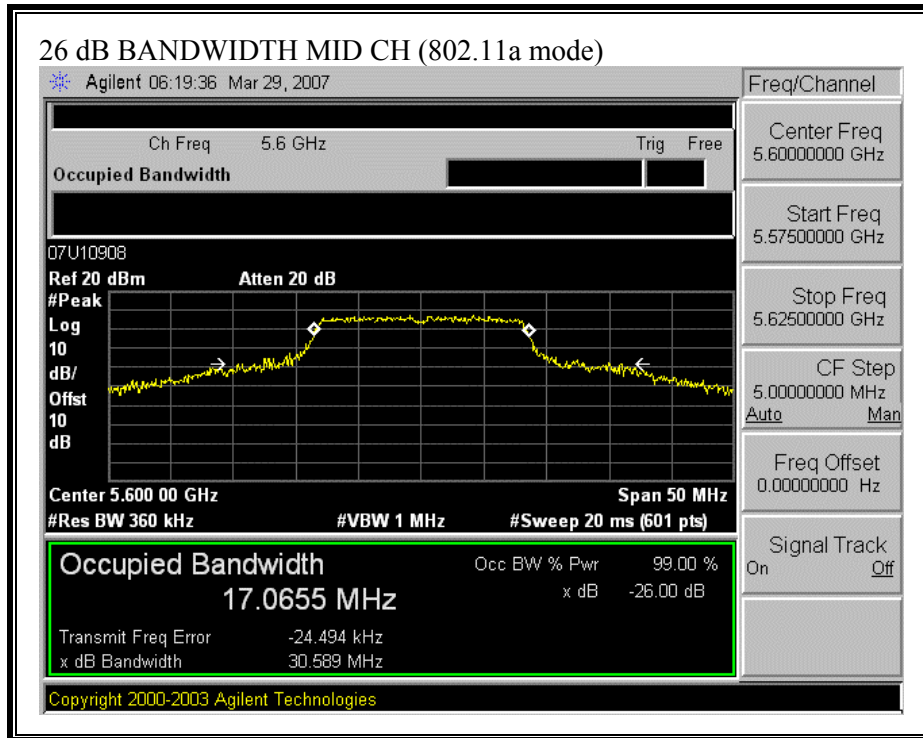 26 dB BANDWIDTH MID CH (802.11a mode)
Agilent 06:19:36 Mar 29, 2007
Freq/Channel
Ch Freq 5.6 GHz Trig Free
Occupied Bandwidth
Center Freq
5.60000000 GHz
Start Freq
5.57500000 GHz
Stop Freq
5.62500000 GHz
CF Step
5.00000000 MHz
Auto Man
Freq Offset
0.00000000 Hz
Signal Track
On Off
07U10908
Ref 20 dBm Atten 20 dB
#Peak
Log
10
dB/
Offst
10
dB
Center 5.600 00 GHz Span 50 MHz
#Res BW 360 kHz #VBW 1 MHz #Sweep 20 ms (601 pts)
Occupied Bandwidth
17.0655 MHz
Occ BW % Pwr 99.00 %
x dB -26.00 dB
Transmit Freq Error -24.494 kHz
x dB Bandwidth 30.589 MHz
Copyright 2000-2003 Agilent Technologies